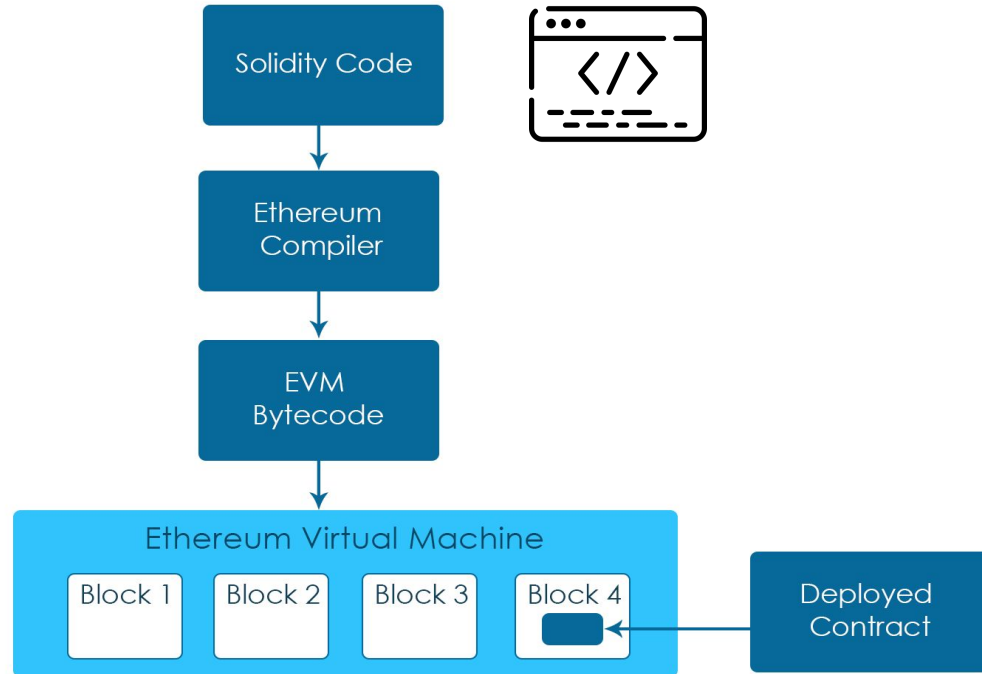 Solidity Code
</>
Ethereum
Compiler
EVM
Bytecode
Ethereum Virtual Machine
Block 1
Block 2
Block 3
Block 4
Deployed
Contract